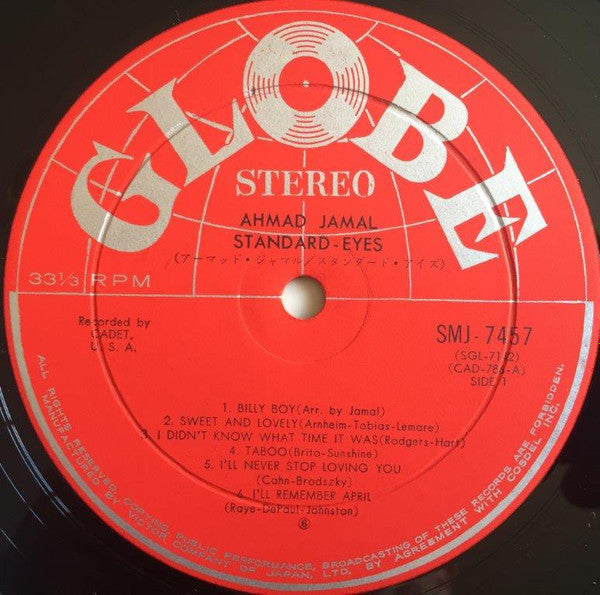 GLOBE
STEREO
AHMAD JAMAL
STANDARD-EYES
(アーマッド・ジャマル/スタンダード・アイズ)
33 1/3 RPM
Recorded by
CADET,
U. S. A.
SMJ-7457
(SGL-7142)
(CAD-786-A)
SIDE 1
1. BILLY BOY(Arr. by Jamal)
2. SWEET AND LOVELY(Arnheim-Tobias-Lemare)
3. I DIDN'T KNOW WHAT TIME IT WAS(Rodgers-Hart)
4. TABOO(Brito-Sunshine)
5. I'LL NEVER STOP LOVING YOU
(Cahn-Brodszky)
6. I'LL REMEMBER APRIL
(Raye-DePaul-Johnston)
6
ALL RIGHTS RESERVED, COPYING, PUBLIC PERFORMANCE, BROADCASTING OF THESE RECORDS ARE FORBIDDEN.
MANUFACTURED BY VICTOR COMPANY OF JAPAN, LTD. BY AGREEMENT WITH COSDEL INC.